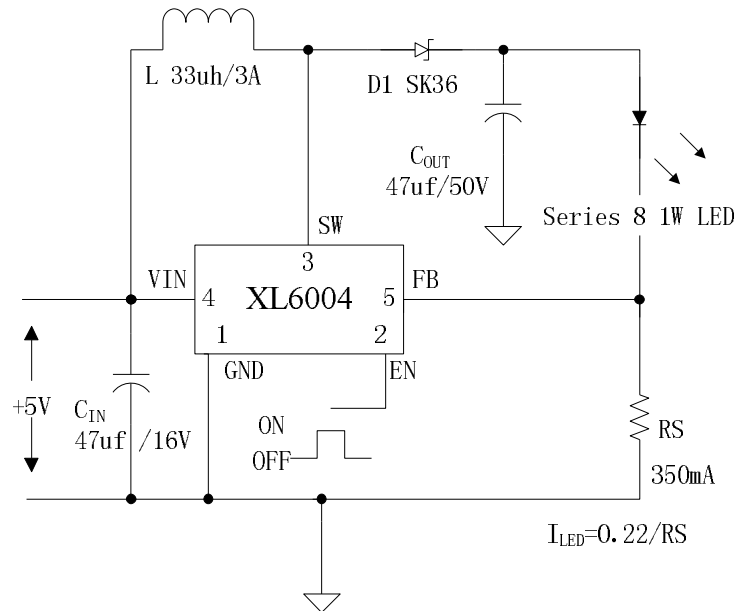 L 33uh/3A
D1 SK36
COUT
47uf/50V
Series 8 1W LED
SW
3
VIN
4
XL6004
5
FB
1
2
GND
EN
+5V
CIN
47uf /16V
ON
OFF
RS
350mA
ILED=0.22/RS